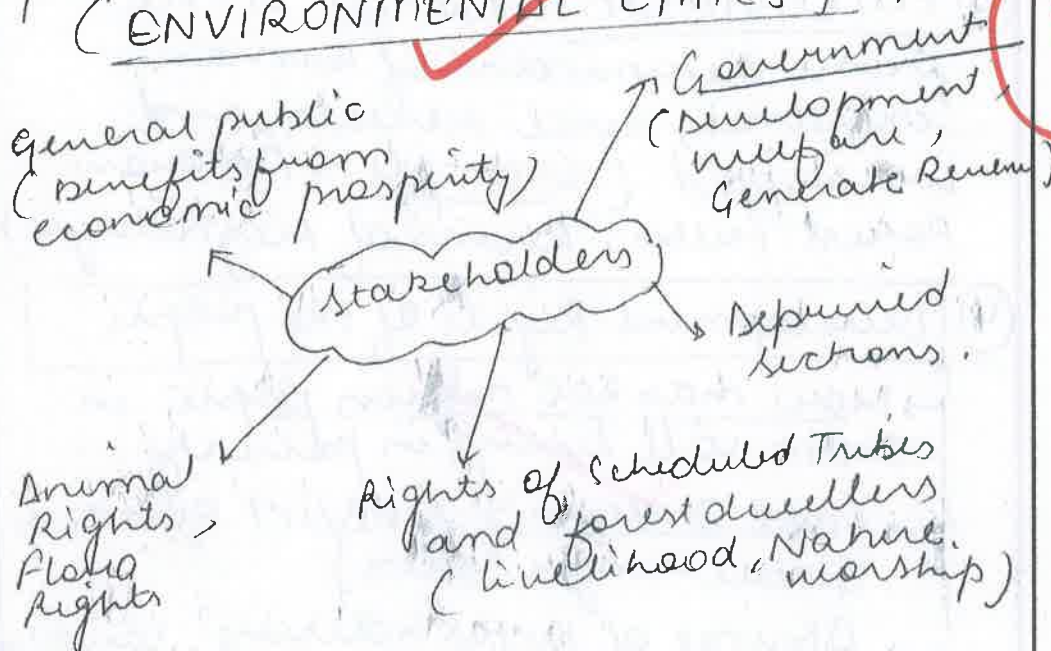 (ENVIRONMENTAL ETHICS)
General public
(Benefits from
economic prosperity)
Government
(Development,
welfare,
Generate Revenue)
Stakeholders
Deprived
sections.
Animal
Rights,
Flora
Rights
Rights of Scheduled Tribes
and forest dwellers
(livelihood, Nature
worship)